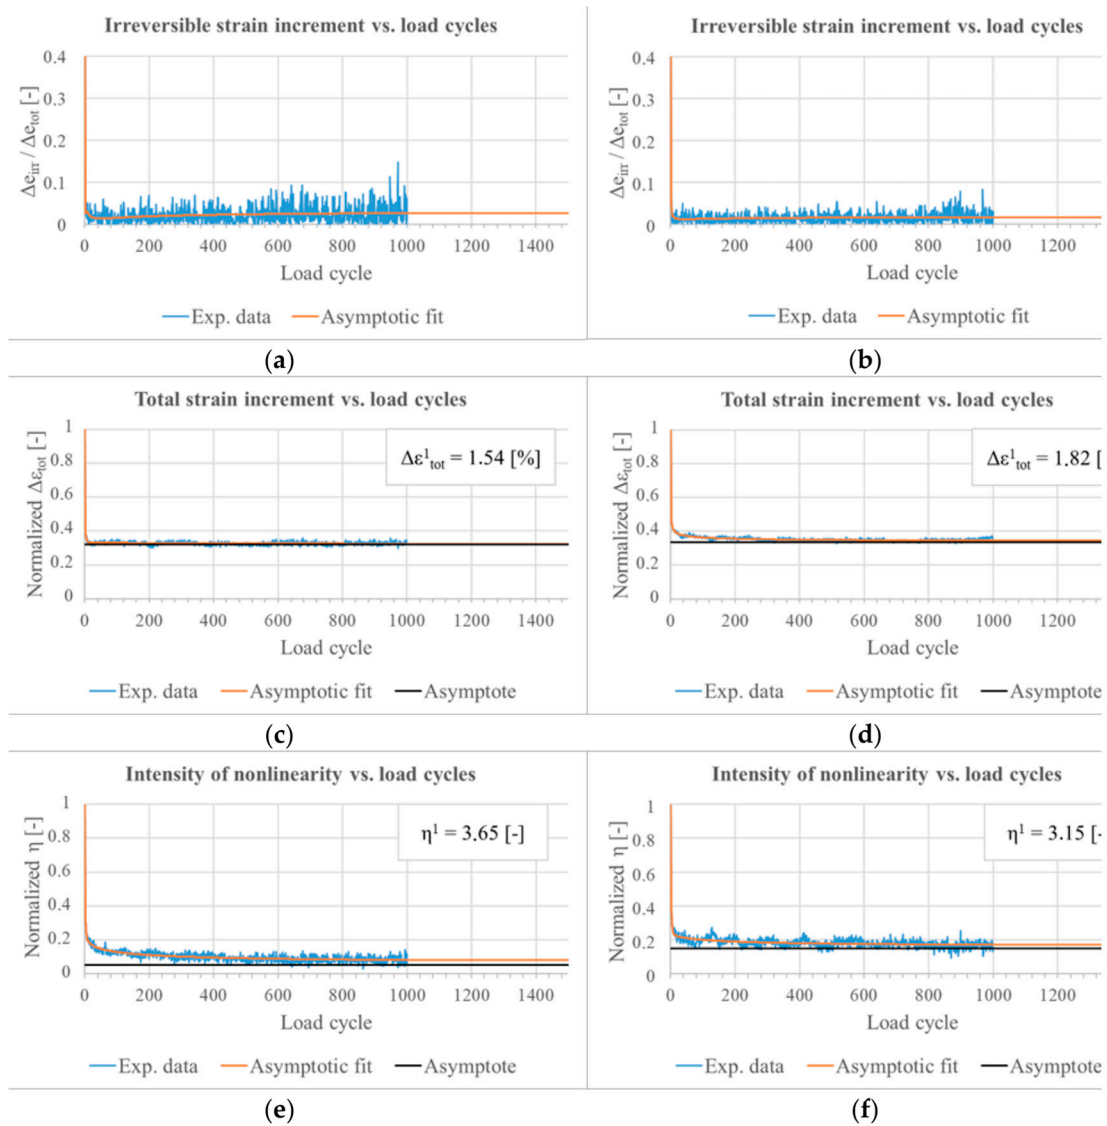 Irreversible strain increment vs. load cycles
Δe_irr / Δe_tot [-]
0.4
0.3
0.2
0.1
0
0 200 400 600 800 1000 1200 1400
Load cycle
Exp. data Asymptotic fit
(a)
Irreversible strain increment vs. load cycles
Δe_irr / Δe_tot [-]
0.4
0.3
0.2
0.1
0
0 200 400 600 800 1000 1200
Load cycle
Exp. data Asymptotic fit
(b)
Total strain increment vs. load cycles
Normalized Δε_tot [-]
1
0.8
0.6
0.4
0.2
0
Δε¹_tot = 1.54 [%]
0 200 400 600 800 1000 1200 1400
Load cycle
Exp. data Asymptotic fit Asymptote
(c)
Total strain increment vs. load cycles
Normalized Δε_tot [-]
1
0.8
0.6
0.4
0.2
0
Δε¹_tot = 1.82 [
0 200 400 600 800 1000 1200
Load cycle
Exp. data Asymptotic fit Asymptote
(d)
Intensity of nonlinearity vs. load cycles
Normalized η [-]
1
0.8
0.6
0.4
0.2
0
η¹ = 3.65 [-]
0 200 400 600 800 1000 1200 1400
Load cycle
Exp. data Asymptotic fit Asymptote
(e)
Intensity of nonlinearity vs. load cycles
Normalized η [-]
1
0.8
0.6
0.4
0.2
0
η¹ = 3.15 [-
0 200 400 600 800 1000 1200
Load cycle
Exp. data Asymptotic fit Asymptote
(f)